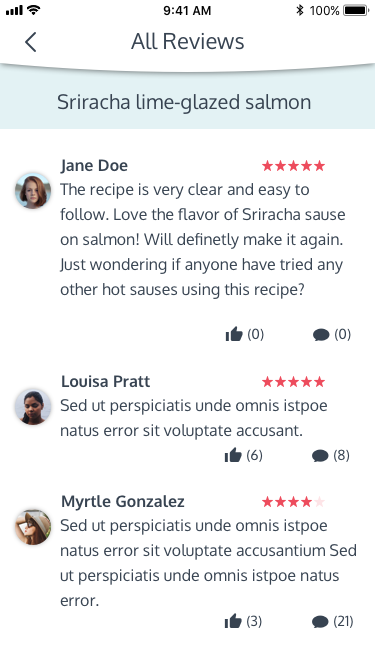 9:41 AM
100%
All Reviews
Sriracha lime-glazed salmon
Jane Doe
The recipe is very clear and easy to
follow. Love the flavor of Sriracha sause
on salmon! Will definetly make it again.
Just wondering if anyone have tried any
other hot sauses using this recipe?
(0) (0)
Louisa Pratt
Sed ut perspiciatis unde omnis istpoe
natus error sit voluptate accusant.
(6) (8)
Myrtle Gonzalez
Sed ut perspiciatis unde omnis istpoe
natus error sit voluptate accusantium Sed
ut perspiciatis unde omnis istpoe natus
error.
(3) (21)